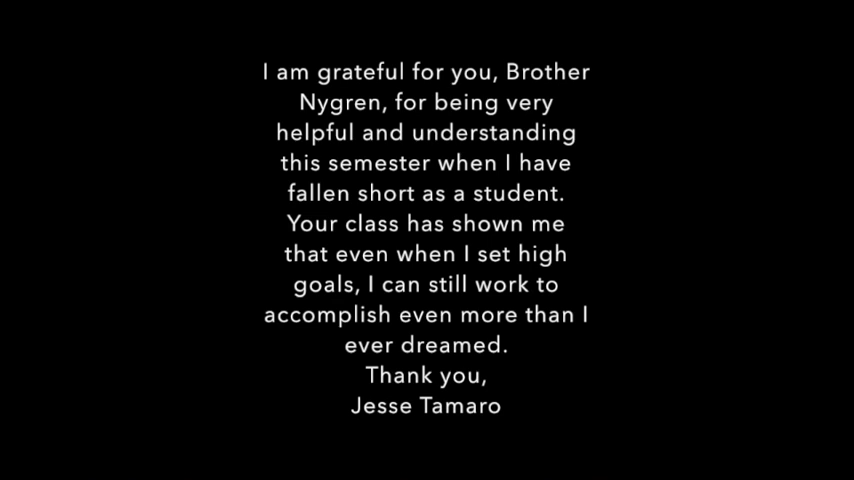 I am grateful for you, Brother
Nygren, for being very
helpful and understanding
this semester when I have
fallen short as a student.
Your class has shown me
that even when I set high
goals, I can still work to
accomplish even more than I
ever dreamed.
Thank you,
Jesse Tamaro